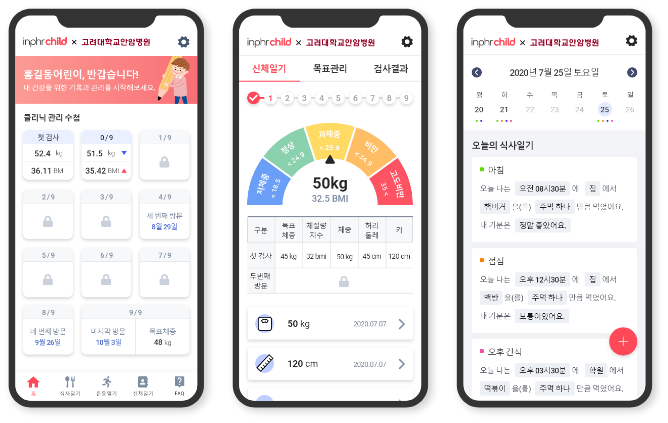 inphrchild × 고려대학교안암병원
홍길동어린이, 반갑습니다!
내 건강을 위한 기록과 관리를 시작해보세요.
클리닉 관리 수첩
첫 검사
52.4 kg
36.11 BM
0/9
51.5 kg
35.42 BMI
1/9
2/9
3/9
4/9
세 번째 방문
8월 29일
5/9
6/9
7/9
8/9
네 번째 방문
9월 26일
9/9
마지막 방문
10월 3일
목표체중
48 kg
홈
식사일기
운동일기
신체일기
FAQ
inphrchild × 고려대학교안암병원
신체일기 목표관리 검사결과
1 2 3 4 5 6 7 8 9
저체중
< 18.5
정상
< 24.9
과체중
< 29.9
비만
< 34.9
고도비만
35 <
50kg
32.5 BMI
구분 목표 체중 체질량 지수 체중 허리 둘레 키
첫 검사 45 kg 32 bmi 50 kg 45 cm 120 cm
두번째 방문
50 kg 2020.07.07
120 cm 2020.07.07
inphrchild × 고려대학교안암병원
2020년 7월 25일 토요일
월 화 수 목 금 토 일
20 21 22 23 24 25 26
오늘의 식사일기
아침
오늘 나는 오전 08시30분 에 집 에서
햄버거 을(를) 주먹 하나 만큼 먹었어요.
내 기분은 정말 좋았어요.
점심
오늘 나는 오후 12시30분 에 집 에서
백반 을(를) 주먹 하나 만큼 먹었어요.
내 기분은 보통이었어요.
오후 간식
오늘 나는 오후 03시30분 에 학원 에서
떡볶이 을(를) 주먹 하나 만큼 먹었어요.